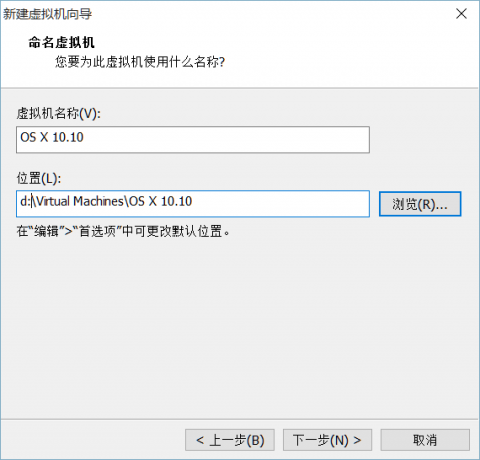 新建虚拟机向导
命名虚拟机
您要为此虚拟机使用什么名称?
虚拟机名称(V):
OS X 10.10
位置(L):
d:\Virtual Machines\OS X 10.10
浏览(R)...
在“编辑”>“首选项”中可更改默认位置。
< 上一步(B)
下一步(N) >
取消